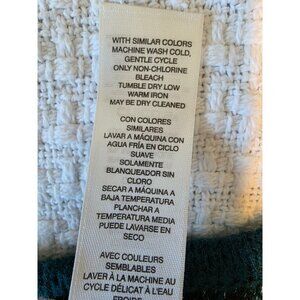 WITH SIMILAR COLORS
MACHINE WASH COLD,
GENTLE CYCLE
ONLY NON-CHLORINE
BLEACH
TUMBLE DRY LOW
WARM IRON
MAY BE DRY CLEANED
CON COLORES
SIMILARES
LAVAR A MÁQUINA CON
AGUA FRÍA EN CICLO
SUAVE
SOLAMENTE
BLANQUEADOR SIN
CLORO
SECAR A MÁQUINA A
BAJA TEMPERATURA
PLANCHAR A
TEMPERATURA MEDIA
PUEDE LAVARSE EN
SECO
AVEC COULEURS
SEMBLABLES
LAVER À LA MACHINE AU
CYCLE DÉLICAT À L'EAU
FROIDE